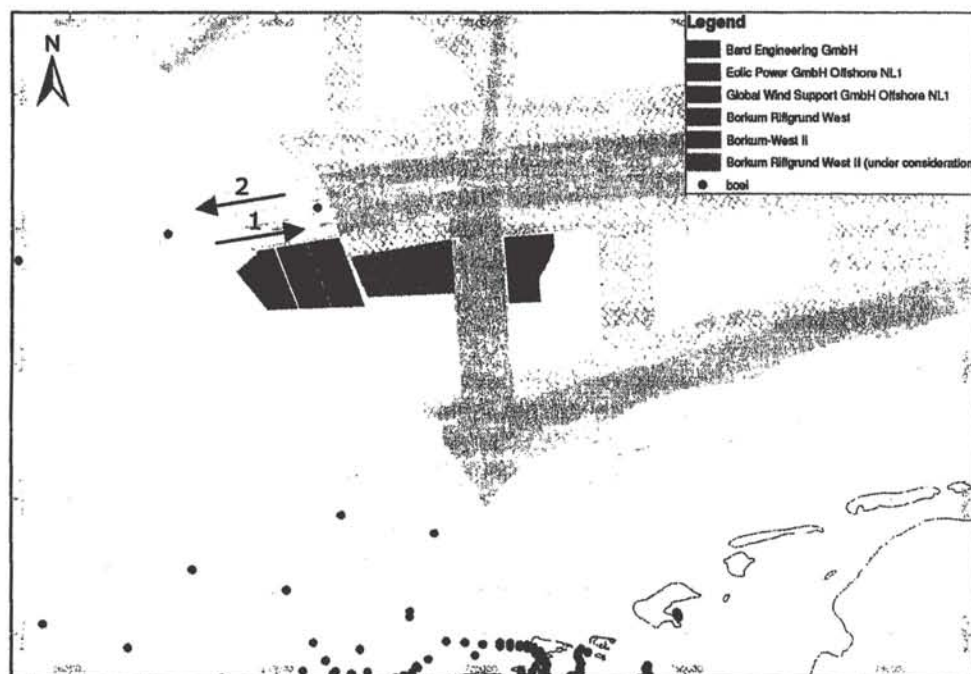 N
2
1
Legend
Bard Engineering GmbH
Eolic Power GmbH Offshore NL1
Global Wind Support GmbH Offshore NL1
Borkum Riffgrund West
Borkum-West II
Borkum Riffgrund West II (under consideration
boei